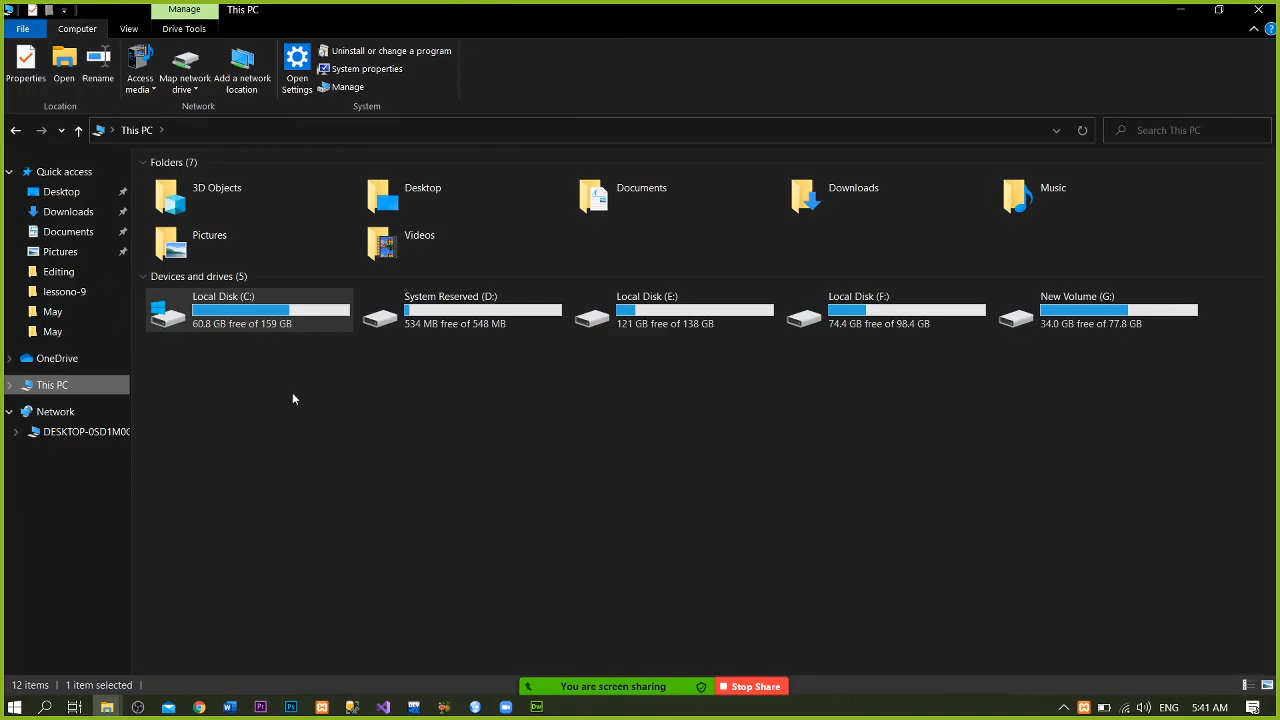 Manage
This PC
File
Computer
View
Drive Tools
Properties
Open
Rename
Access media
Map network drive
Add a network location
Open Settings
Uninstall or change a program
System properties
Manage
Location
Network
System
This PC
Search This PC
Quick access
Desktop
Downloads
Documents
Pictures
Editing
lessono-9
May
May
OneDrive
This PC
Network
DESKTOP-0SD1M0
Folders (7)
3D Objects
Desktop
Documents
Downloads
Music
Pictures
Videos
Devices and drives (5)
Local Disk (C:)
60.8 GB free of 159 GB
System Reserved (D:)
534 MB free of 548 MB
Local Disk (E:)
121 GB free of 138 GB
Local Disk (F:)
74.4 GB free of 98.4 GB
New Volume (G:)
34.0 GB free of 77.8 GB
12 items
1 item selected
You are screen sharing
Stop Share
W
Pr
Ps
DEV
Dw
ENG
5:41 AM